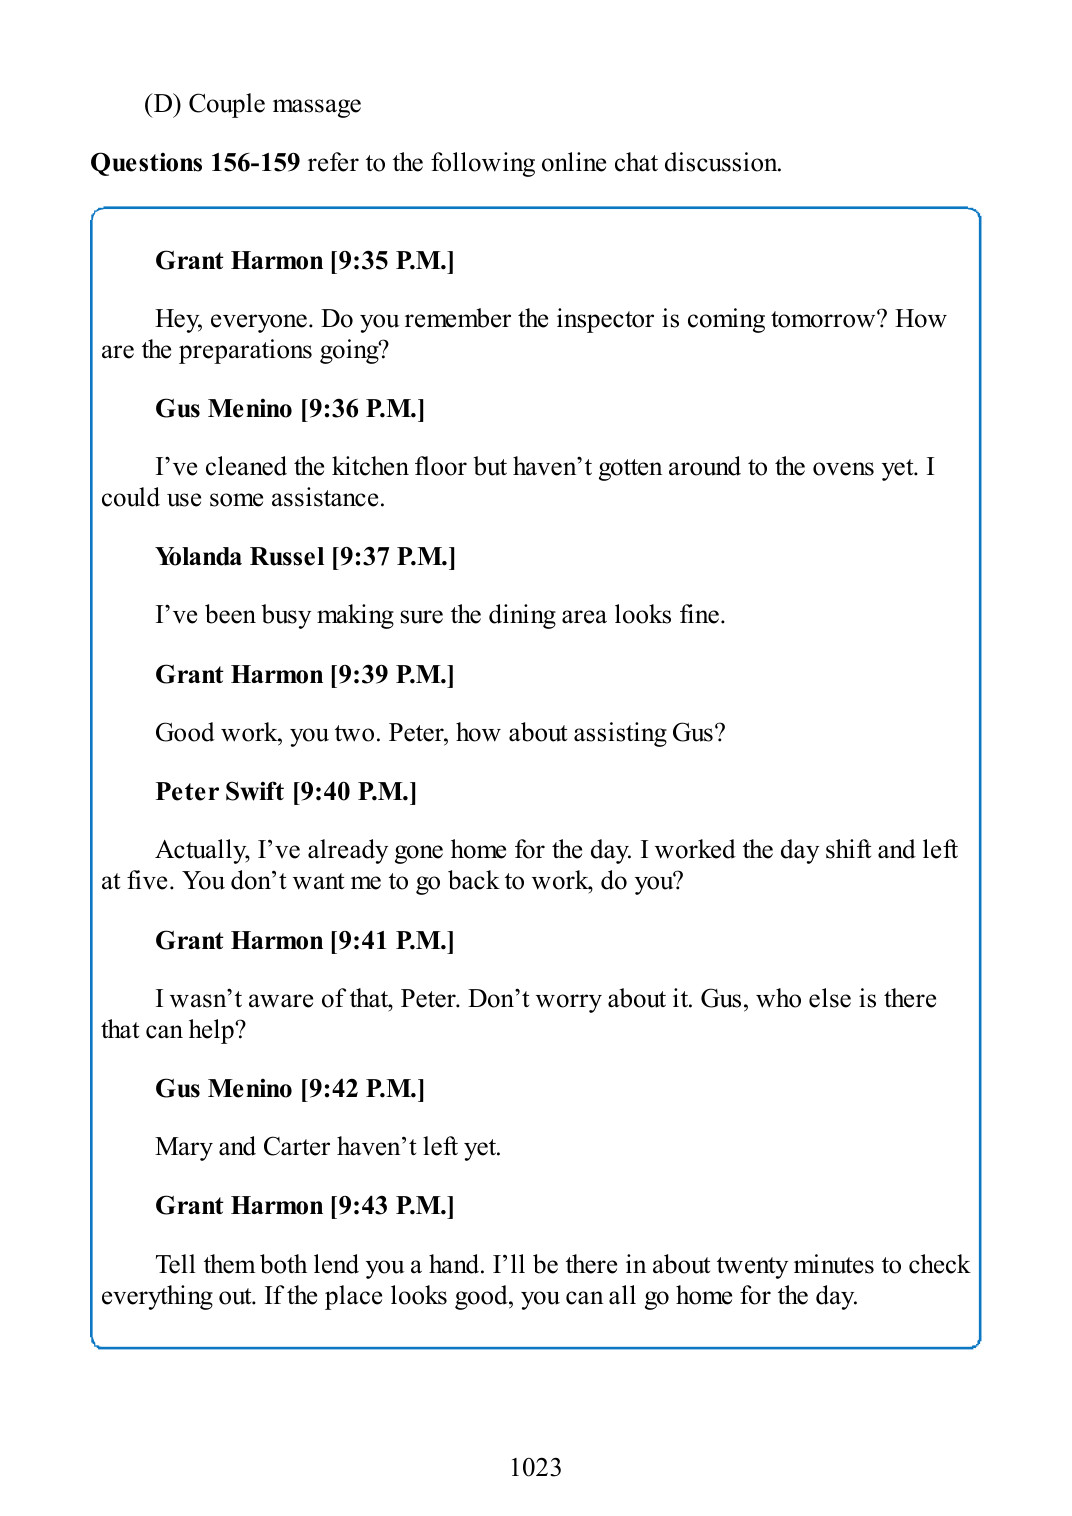 (D) Couple massage
Questions 156-159 refer to the following online chat discussion.
Grant Harmon [9:35 P.M.]
Hey, everyone. Do you remember the inspector is coming tomorrow? How
are the preparations going?
Gus Menino [9:36 P.M.]
I’ve cleaned the kitchen floor but haven’t gotten around to the ovens yet. I
could use some assistance.
Yolanda Russel [9:37 P.M.]
I’ve been busy making sure the dining area looks fine.
Grant Harmon [9:39 P.M.]
Good work, you two. Peter, how about assisting Gus?
Peter Swift [9:40 P.M.]
Actually, I’ve already gone home for the day. I worked the day shift and left
at five. You don’t want me to go back to work, do you?
Grant Harmon [9:41 P.M.]
I wasn’t aware of that, Peter. Don’t worry about it. Gus, who else is there
that can help?
Gus Menino [9:42 P.M.]
Mary and Carter haven’t left yet.
Grant Harmon [9:43 P.M.]
Tell them both lend you a hand. I’ll be there in about twenty minutes to check
everything out. If the place looks good, you can all go home for the day.
1023